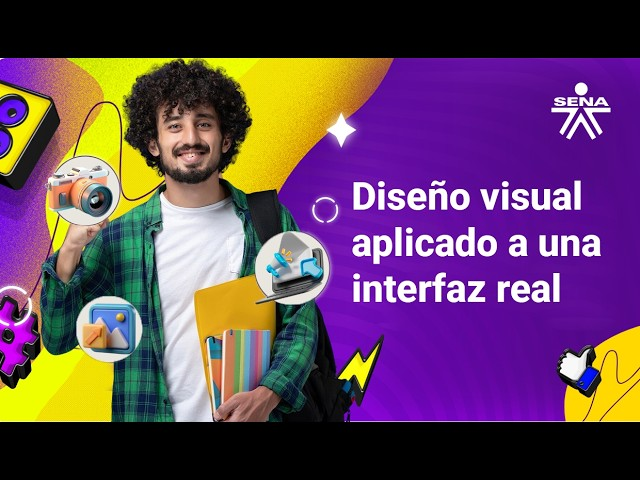 SENA
Diseño visual
aplicado a una
interfaz real